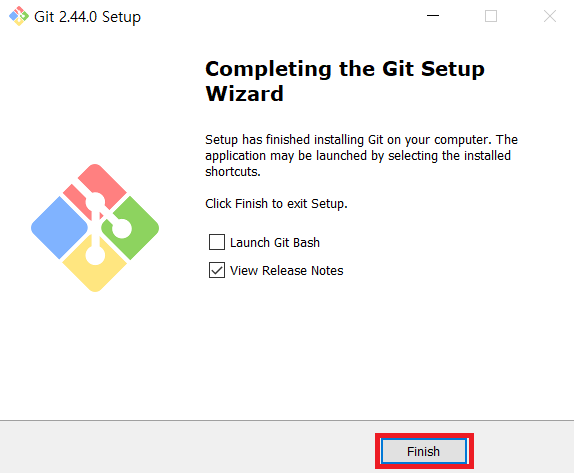 Git 2.44.0 Setup
Completing the Git Setup
Wizard
Setup has finished installing Git on your computer. The
application may be launched by selecting the installed
shortcuts.
Click Finish to exit Setup.
Launch Git Bash
View Release Notes
Finish